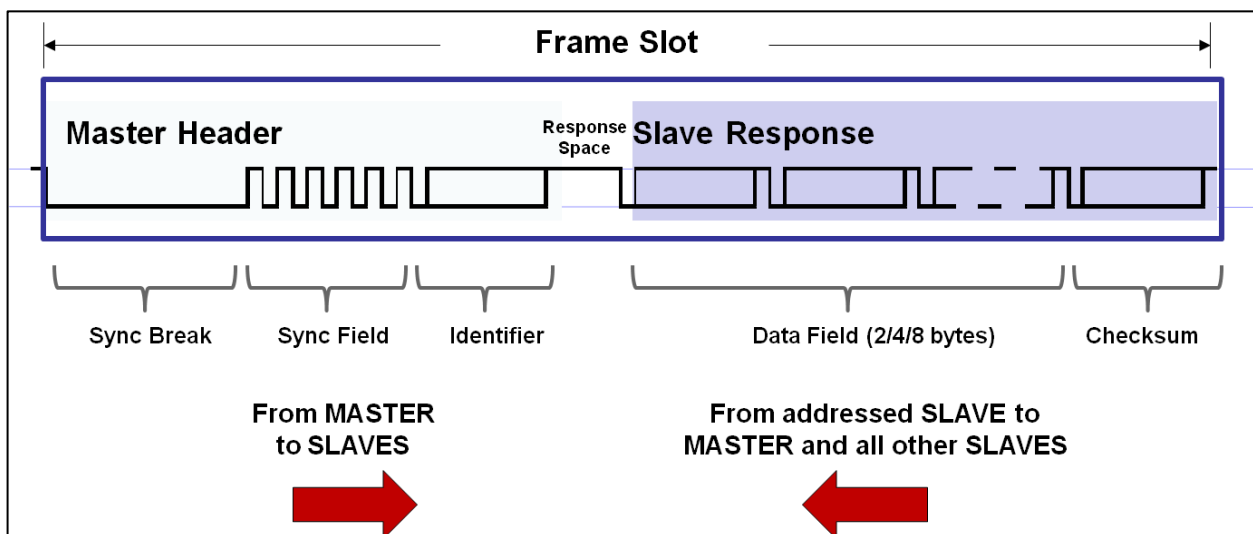 Frame Slot
Master Header
Response
Space
Slave Response
Sync Break
Sync Field
Identifier
Data Field (2/4/8 bytes)
Checksum
From MASTER
to SLAVES
From addressed SLAVE to
MASTER and all other SLAVES